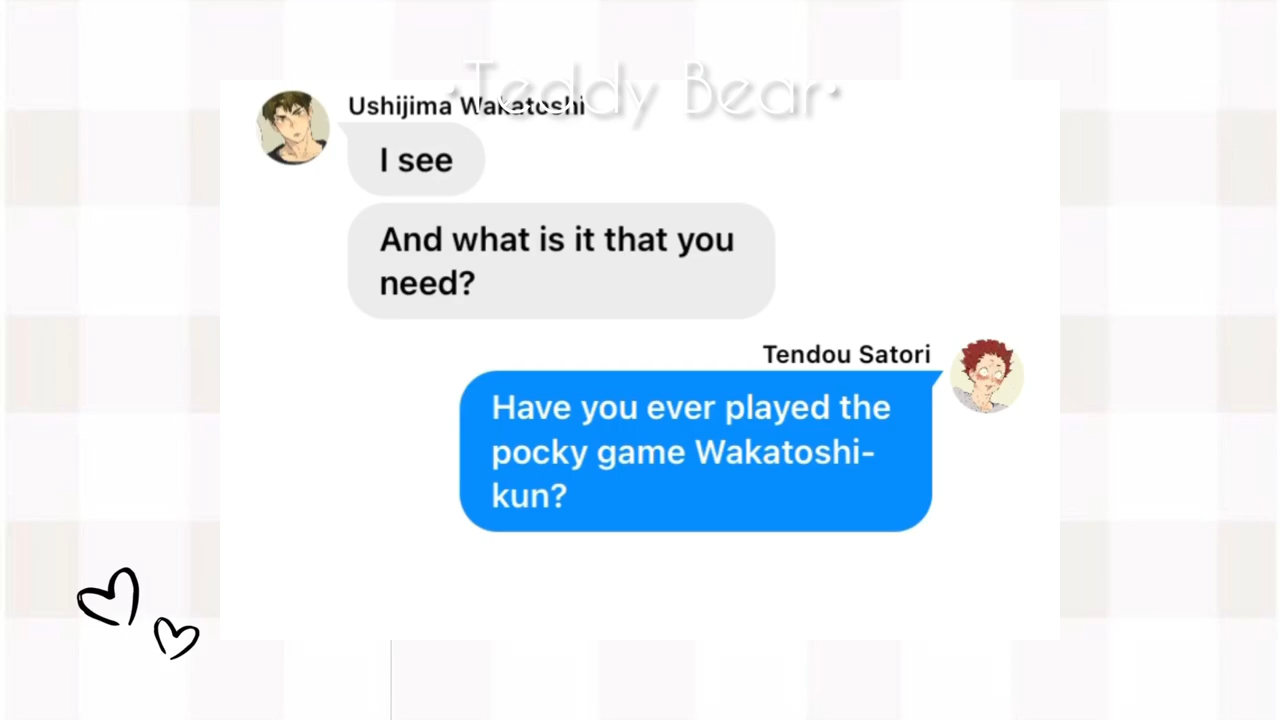 •Teddy Bear•
Ushijima Wakatoshi
I see
And what is it that you
need?
Tendou Satori
Have you ever played the
pocky game Wakatoshi-
kun?